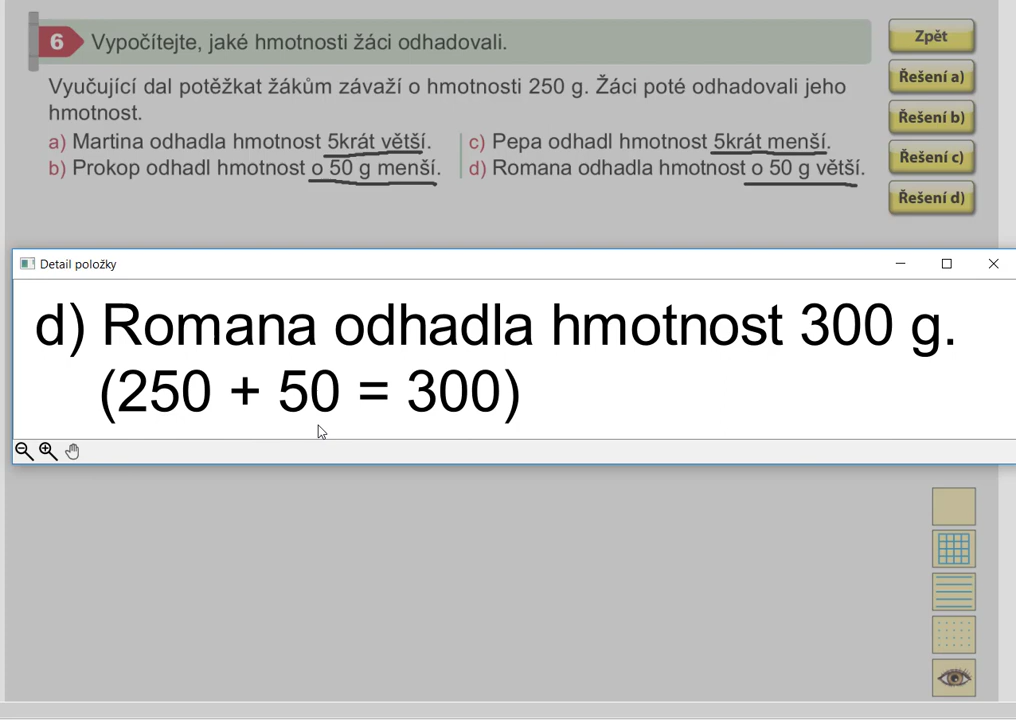 6 Vypočítejte, jaké hmotnosti žáci odhadovali.
Vyučující dal potěžkat žákům závaží o hmotnosti 250 g. Žáci poté odhadovali jeho
hmotnost.
a) Martina odhadla hmotnost 5krát větší.
b) Prokop odhadl hmotnost o 50 g menší.
c) Pepa odhadl hmotnost 5krát menší.
d) Romana odhadla hmotnost o 50 g větší.
Zpět
Řešení a)
Řešení b)
Řešení c)
Řešení d)
Detail položky
d) Romana odhadla hmotnost 300 g.
(250 + 50 = 300)